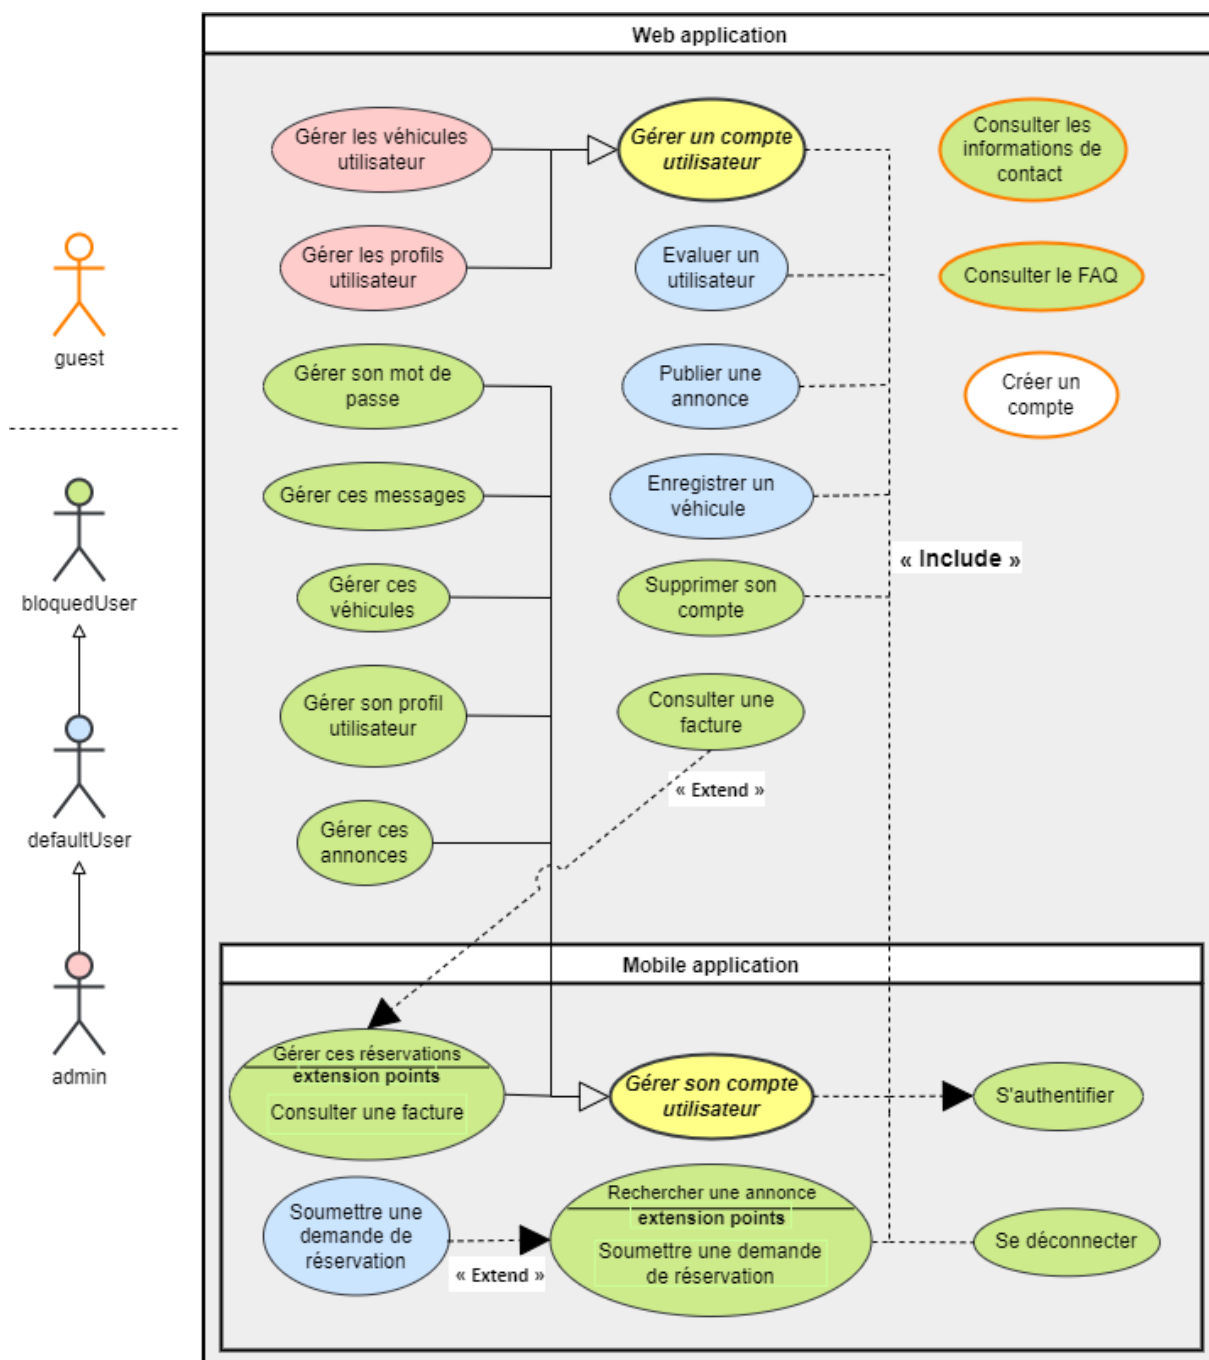 Web application
Gérer les véhicules
utilisateur
Gérer un compte
utilisateur
Consulter les
informations de
contact
Gérer les profils
utilisateur
Evaluer un
utilisateur
Consulter le FAQ
guest
Gérer son mot de
passe
Publier une
annonce
Créer un
compte
Gérer ces messages
Enregistrer un
véhicule
« Include »
bloquedUser
Gérer ces
véhicules
Supprimer son
compte
Gérer son profil
utilisateur
Consulter une
facture
« Extend »
defaultUser
Gérer ces
annonces
Mobile application
admin
Gérer ces réservations
extension points
Consulter une facture
Gérer son compte
utilisateur
S'authentifier
Soumettre une
demande de
réservation
« Extend »
Rechercher une annonce
extension points
Soumettre une demande
de réservation
Se déconnecter